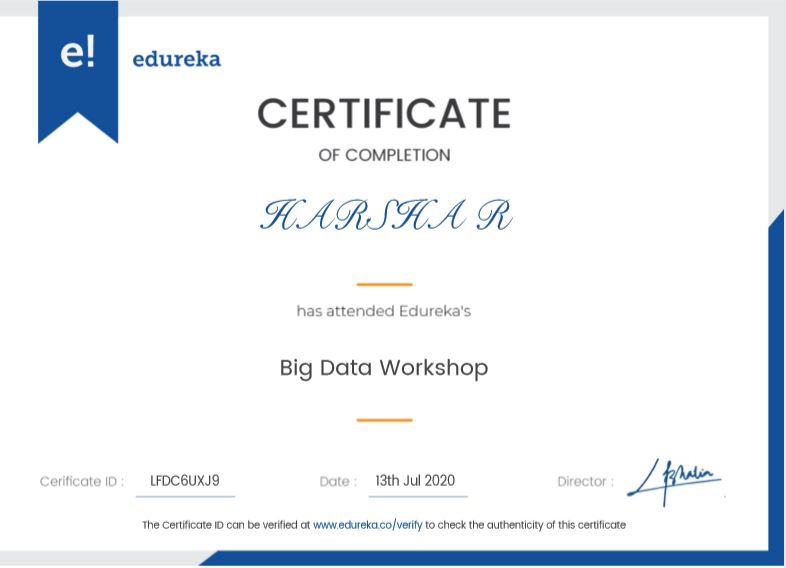 e! edureka
CERTIFICATE
OF COMPLETION
HARSHA R
has attended Edureka's
Big Data Workshop
Cerificate ID : LFDC6UXJ9 Date : 13th Jul 2020 Director :
The Certificate ID can be verified at www.edureka.co/verify to check the authenticity of this certificate